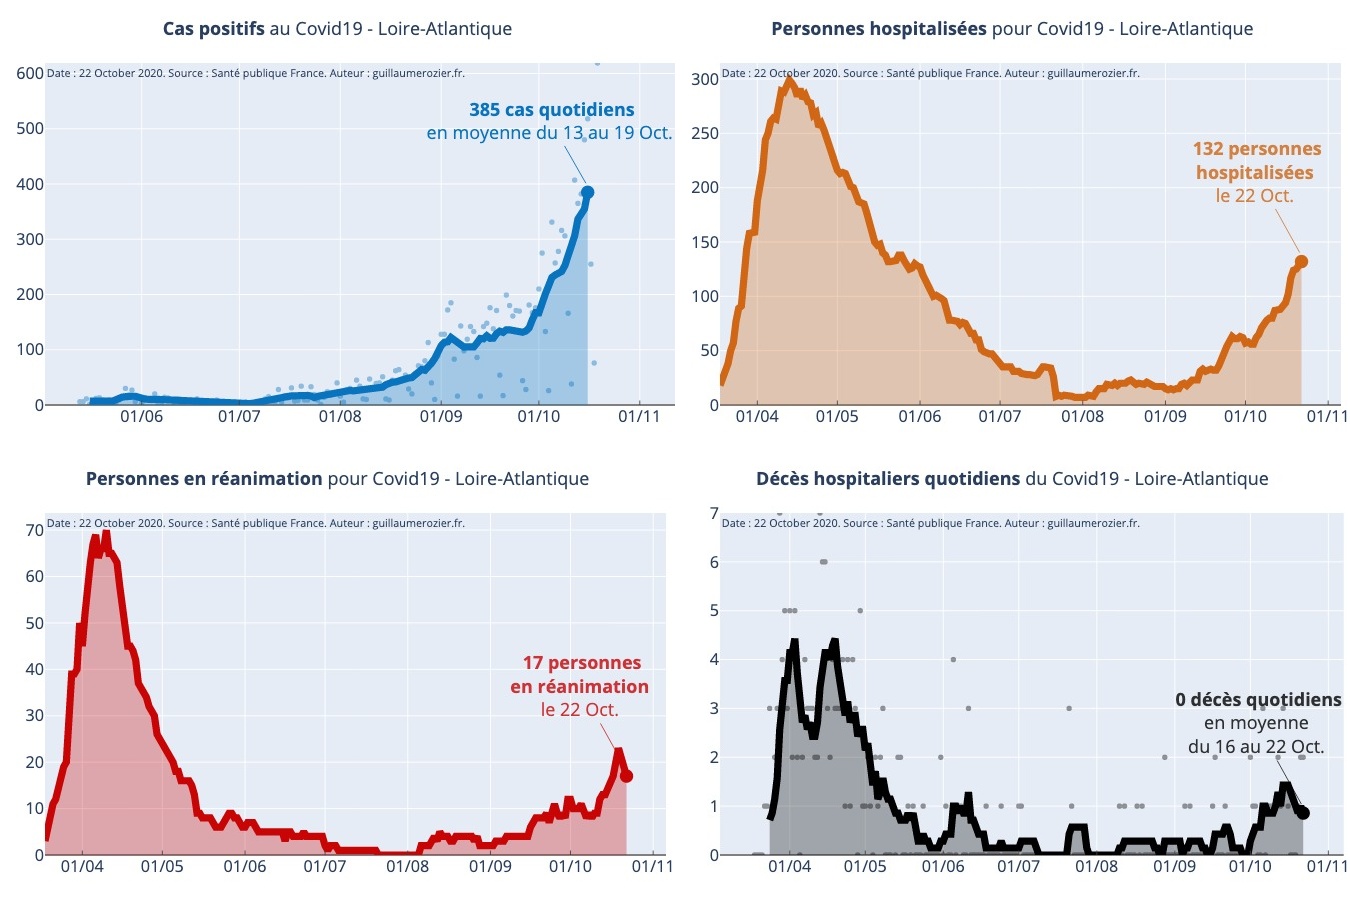 Cas positifs au Covid19 - Loire-Atlantique
Date : 22 October 2020. Source : Santé publique France. Auteur : guillaumerozier.fr.
600
500
400
300
200
100
0
385 cas quotidiens
en moyenne du 13 au 19 Oct.
01/06 01/07 01/08 01/09 01/10 01/11
Personnes hospitalisées pour Covid19 - Loire-Atlantique
Date : 22 October 2020. Source : Santé publique France. Auteur : guillaumerozier.fr.
300
250
200
150
100
50
0
132 personnes
hospitalisées
le 22 Oct.
01/04 01/05 01/06 01/07 01/08 01/09 01/10 01/11
Personnes en réanimation pour Covid19 - Loire-Atlantique
Date : 22 October 2020. Source : Santé publique France. Auteur : guillaumerozier.fr.
70
60
50
40
30
20
10
0
17 personnes
en réanimation
le 22 Oct.
01/04 01/05 01/06 01/07 01/08 01/09 01/10 01/11
Décès hospitaliers quotidiens du Covid19 - Loire-Atlantique
Date : 22 October 2020. Source : Santé publique France. Auteur : guillaumerozier.fr.
7
6
5
4
3
2
1
0
0 décès quotidiens
en moyenne
du 16 au 22 Oct.
01/04 01/05 01/06 01/07 01/08 01/09 01/10 01/11